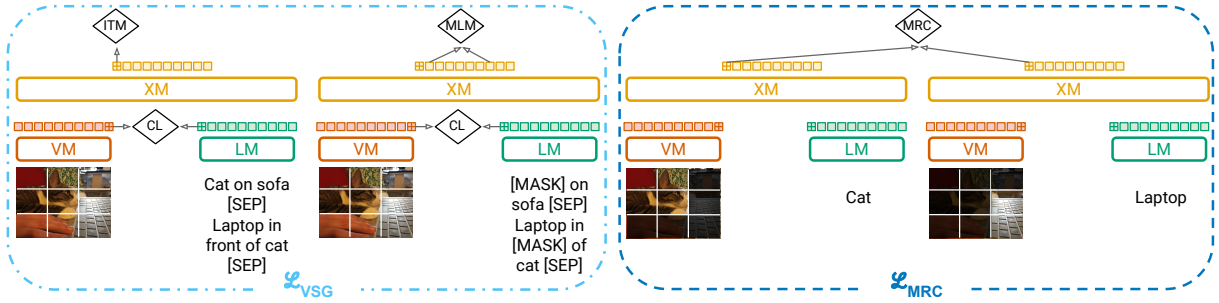 ITM
MLM
MRC
XM
XM
XM
XM
CL
CL
VM
LM
VM
LM
VM
LM
VM
LM
Cat on sofa
[SEP]
Laptop in
front of cat
[SEP]
[MASK] on
sofa [SEP]
Laptop in
[MASK] of
cat [SEP]
Cat
Laptop
ℒVSG
ℒMRC